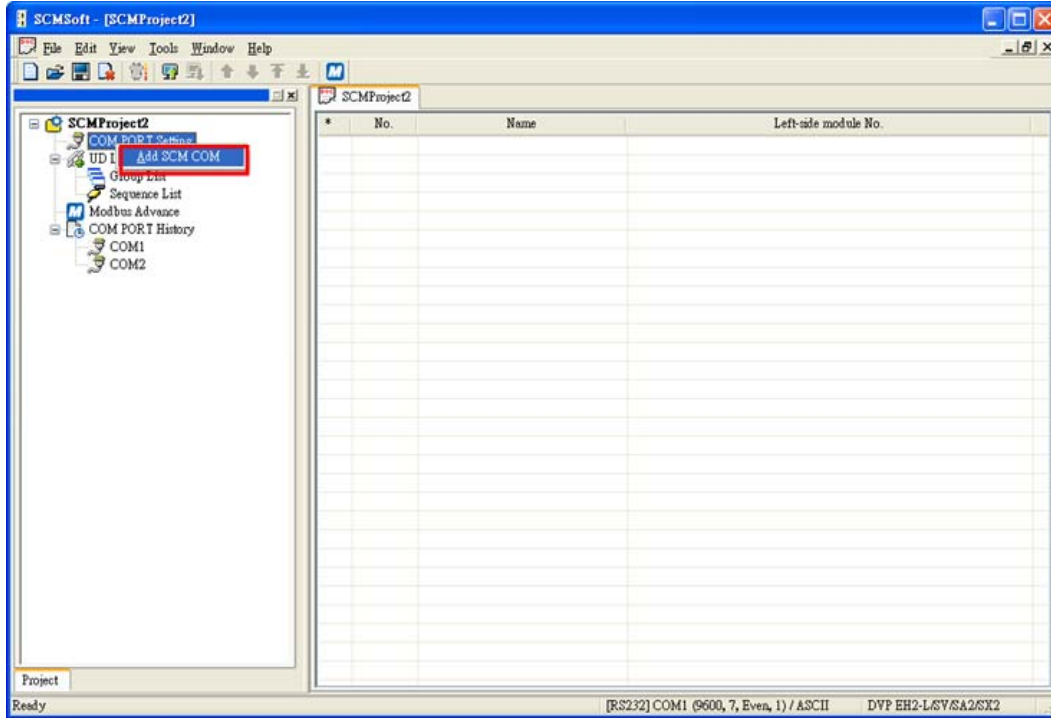 SCMSoft - [SCMProject2]
File Edit View Tools Window Help
SCMProject2
* No. Name Left-side module No.
SCMProject2
COM PORT Setting
Add SCM COM
UD L
Group List
Sequence List
Modbus Advance
COM PORT History
COM1
COM2
Project
Ready [RS232] COM1 (9600, 7, Even, 1) / ASCII DVP EH2-L/SV/SA2/SX2